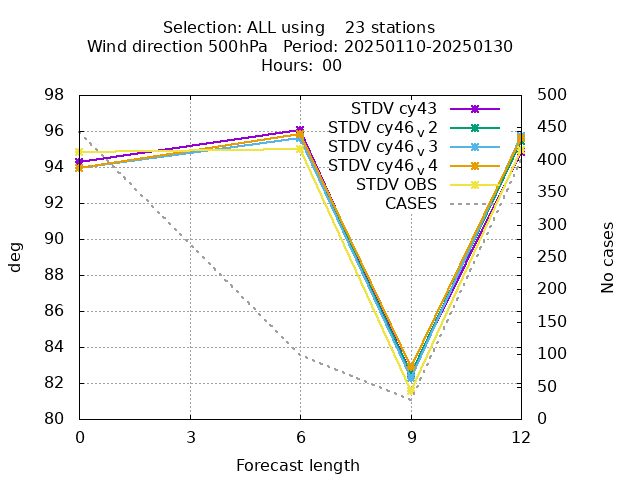 Selection: ALL using    23 stations
Wind direction 500hPa   Period: 20250110-20250130
Hours: 00
98
96
94
92
90
88
86
84
82
80
500
450
400
350
300
250
200
150
100
50
0
STDV cy43
STDV cy46_v2
STDV cy46_v3
STDV cy46_v4
STDV OBS
CASES
deg
No cases
0
3
6
9
12
Forecast length